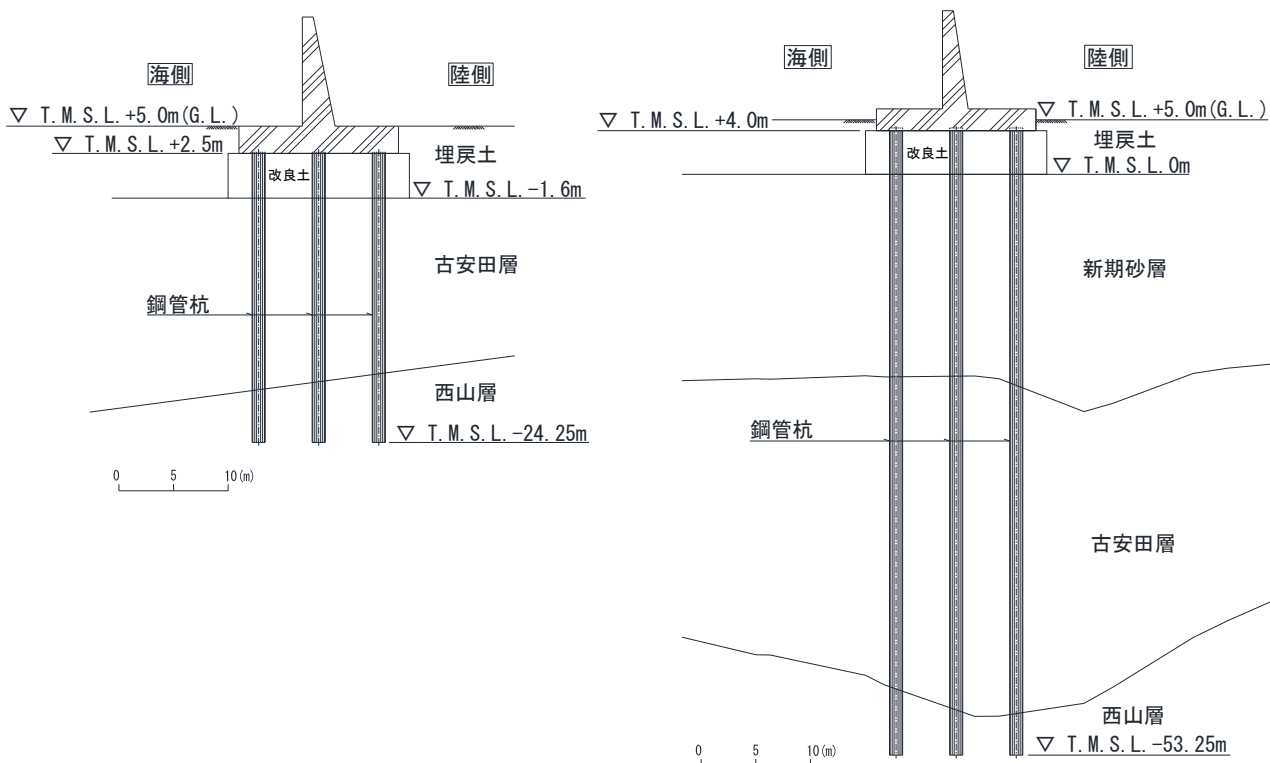 海側
陸側
T.M.S.L.+5.0m(G.L.)
T.M.S.L.+2.5m
埋戻土
改良土
T.M.S.L.-1.6m
古安田層
鋼管杭
西山層
T.M.S.L.-24.25m
0 5 10(m)
海側
陸側
T.M.S.L.+4.0m
T.M.S.L.+5.0m(G.L.)
埋戻土
改良土
T.M.S.L.0m
新期砂層
鋼管杭
古安田層
西山層
T.M.S.L.-53.25m
0 5 10(m)